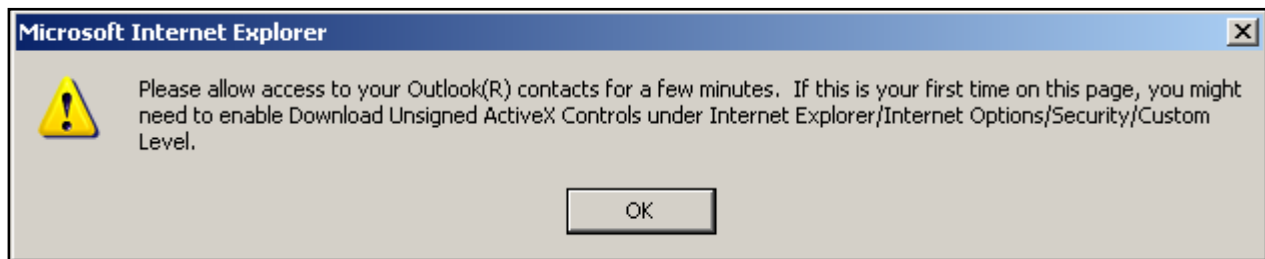 Microsoft Internet Explorer
Please allow access to your Outlook(R) contacts for a few minutes.  If this is your first time on this page, you might
need to enable Download Unsigned ActiveX Controls under Internet Explorer/Internet Options/Security/Custom
Level.
OK